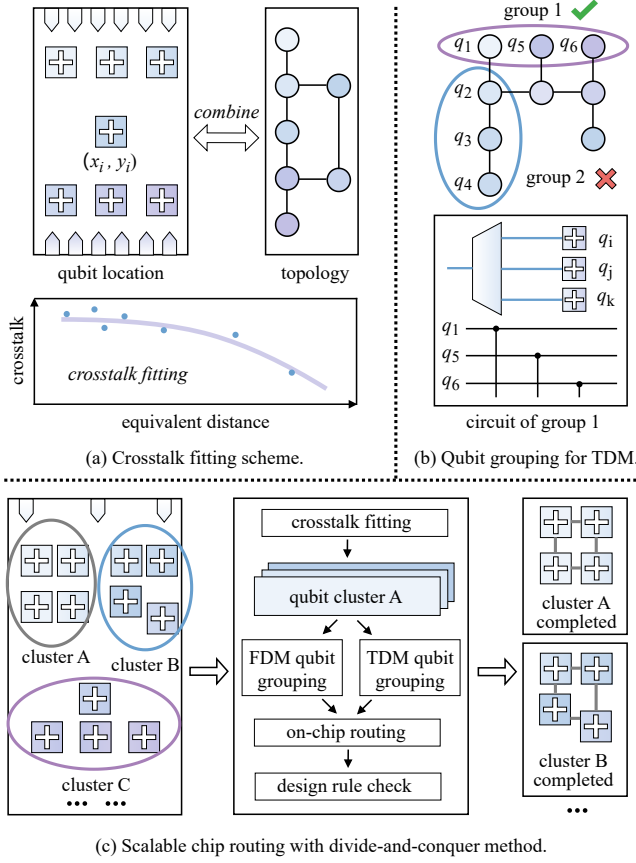 combine
(xᵢ, yᵢ)
qubit location
topology
crosstalk
crosstalk fitting
equivalent distance
(a) Crosstalk fitting scheme.
group 1
q₁
q₅
q₆
q₂
q₃
q₄
group 2
qᵢ
qⱼ
qₖ
q₁
q₅
q₆
circuit of group 1
(b) Qubit grouping for TDM.
cluster A
cluster B
cluster C
•••
•••
crosstalk fitting
qubit cluster A
FDM qubit
grouping
TDM qubit
grouping
on-chip routing
design rule check
cluster A
completed
cluster B
completed
•••
(c) Scalable chip routing with divide-and-conquer method.